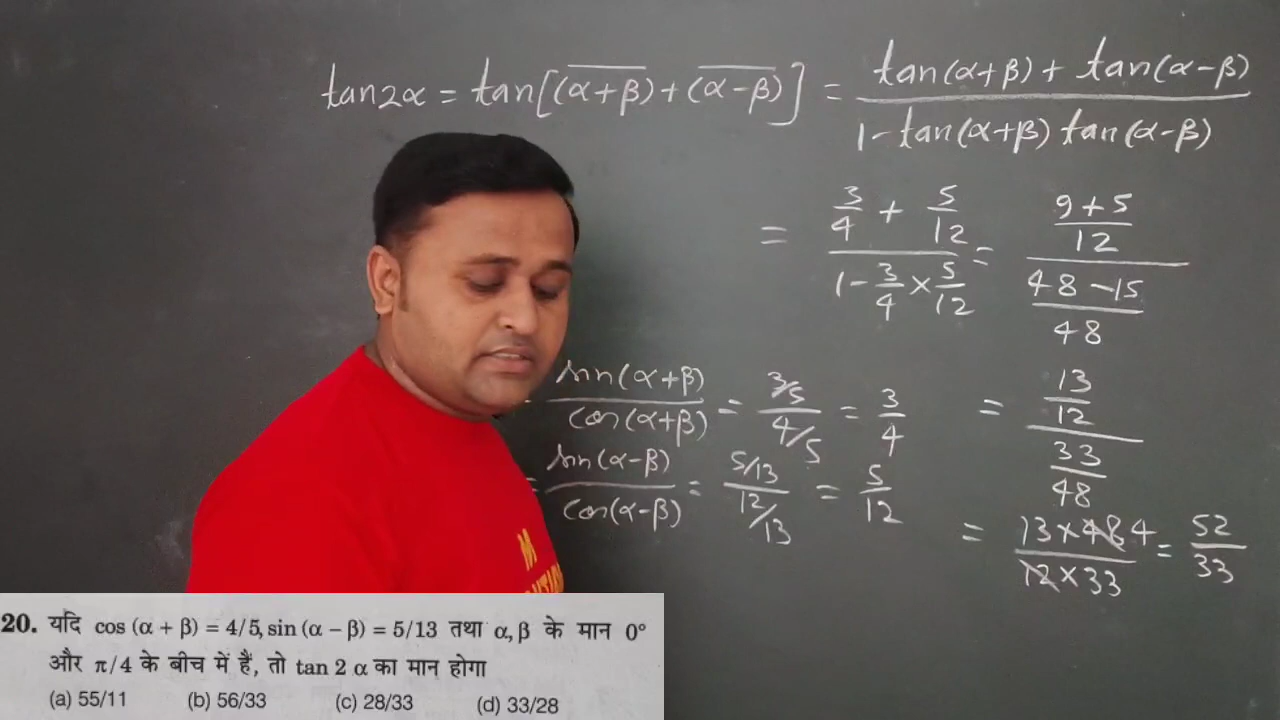 tan2α = tan[(α+β)+(α-β)] = tan(α+β) + tan(α-β) / 1 - tan(α+β) tan(α-β)
= 3/4 + 5/12 / 1 - 3/4 × 5/12 = 9+5/12 / 48-15/48
sin(α+β) / cos(α+β) = 3/5 / 4/5 = 3/4
= 13/12 / 33/48
= sin(α-β) / cos(α-β) = 5/13 / 12/13 = 5/12
= 13×48 4 / 12×33 = 52/33
M
20. यदि cos (α + β) = 4/5, sin (α – β) = 5/13 तथा α, β के मान 0°
और π/4 के बीच में हैं, तो tan 2 α का मान होगा
(a) 55/11 (b) 56/33 (c) 28/33 (d) 33/28